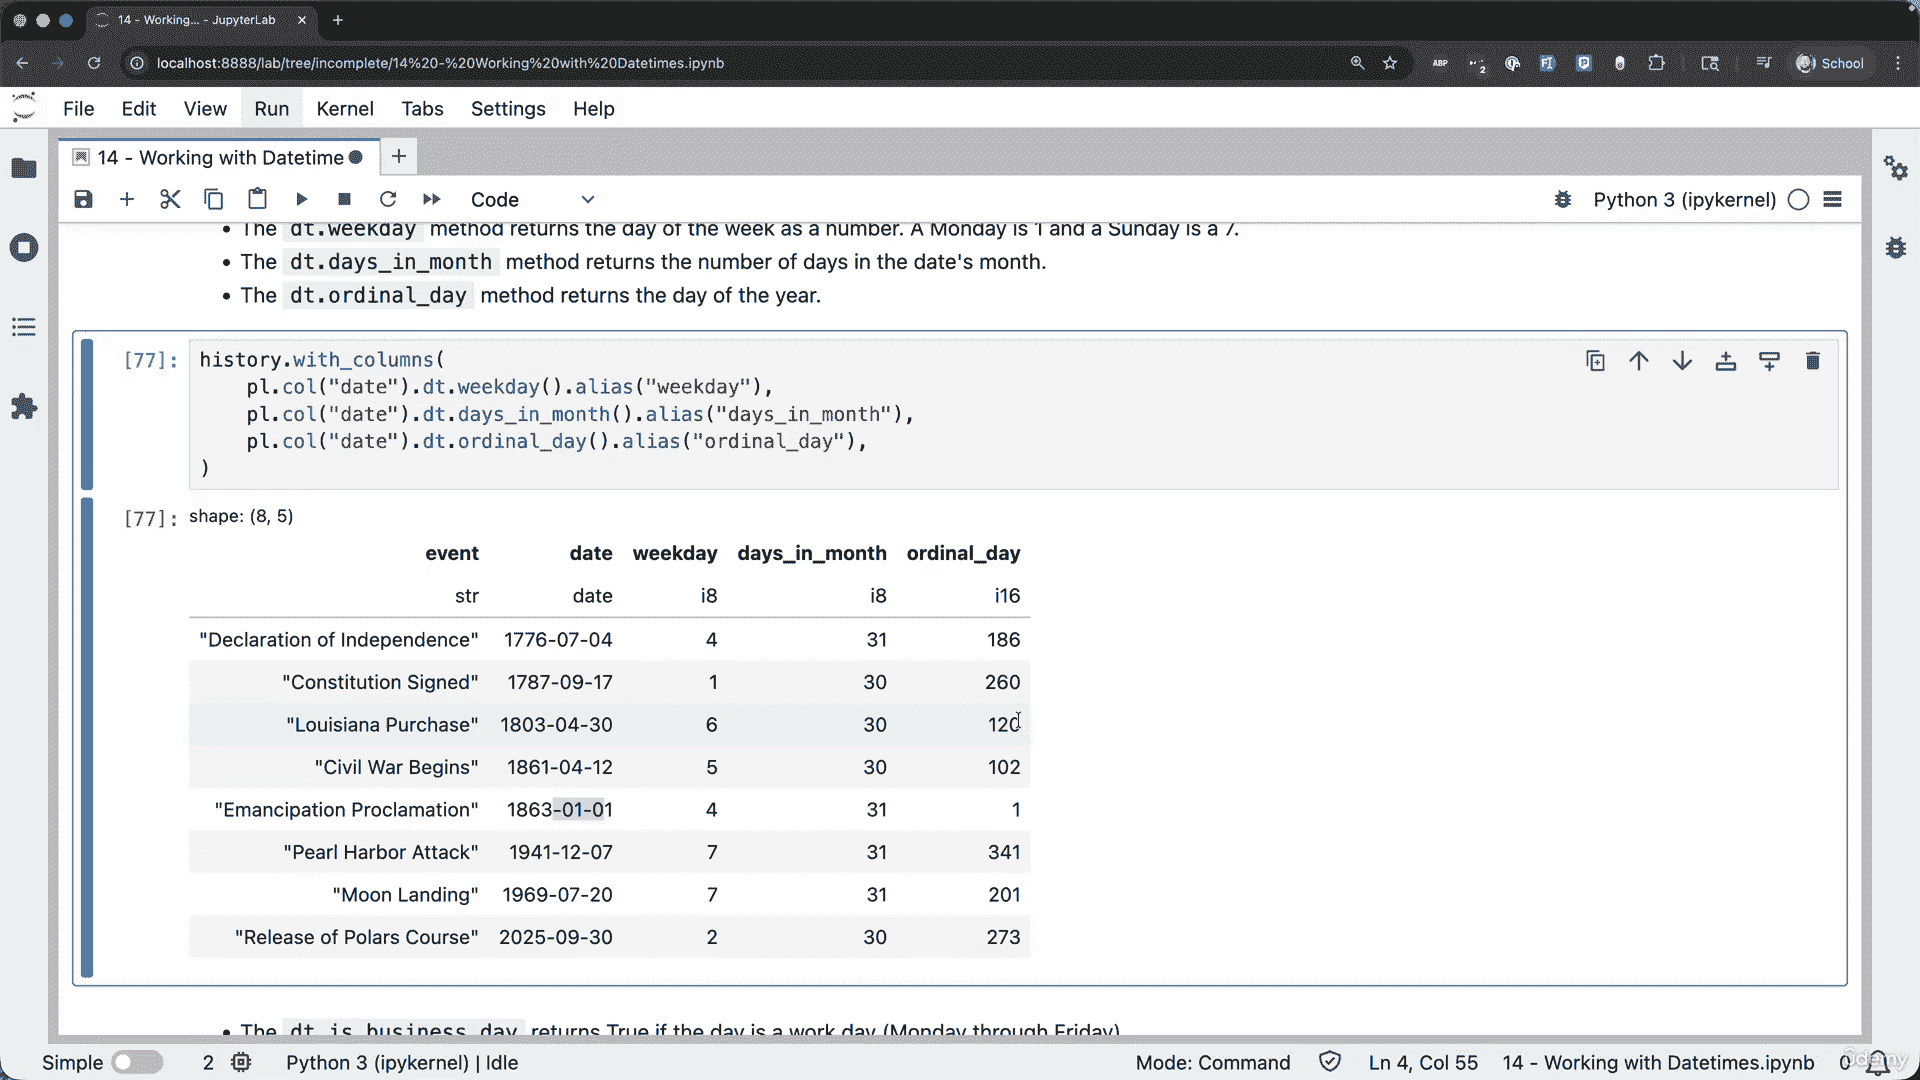 14 - Working... - JupyterLab
localhost:8888/lab/tree/incomplete/14%20-%20Working%20with%20Datetimes.ipynb
ABP
2
School
File Edit View Run Kernel Tabs Settings Help
14 - Working with Datetime
Code
Python 3 (ipykernel)
The dt.weekday method returns the day of the week as a number. A Monday is 1 and a Sunday is a 7.
The dt.days_in_month method returns the number of days in the date's month.
The dt.ordinal_day method returns the day of the year.
[77]: history.with_columns(
pl.col("date").dt.weekday().alias("weekday"),
pl.col("date").dt.days_in_month().alias("days_in_month"),
pl.col("date").dt.ordinal_day().alias("ordinal_day"),
)
[77]: shape: (8, 5)
event date weekday days_in_month ordinal_day
str date i8 i8 i16
"Declaration of Independence" 1776-07-04 4 31 186
"Constitution Signed" 1787-09-17 1 30 260
"Louisiana Purchase" 1803-04-30 6 30 120
"Civil War Begins" 1861-04-12 5 30 102
"Emancipation Proclamation" 1863-01-01 4 31 1
"Pearl Harbor Attack" 1941-12-07 7 31 341
"Moon Landing" 1969-07-20 7 31 201
"Release of Polars Course" 2025-09-30 2 30 273
The dt.is_business_day returns True if the day is a work day (Monday through Friday)
Simple 2 Python 3 (ipykernel) | Idle Mode: Command Ln 4, Col 55 14 - Working with Datetimes.ipynb 0
ûdemy